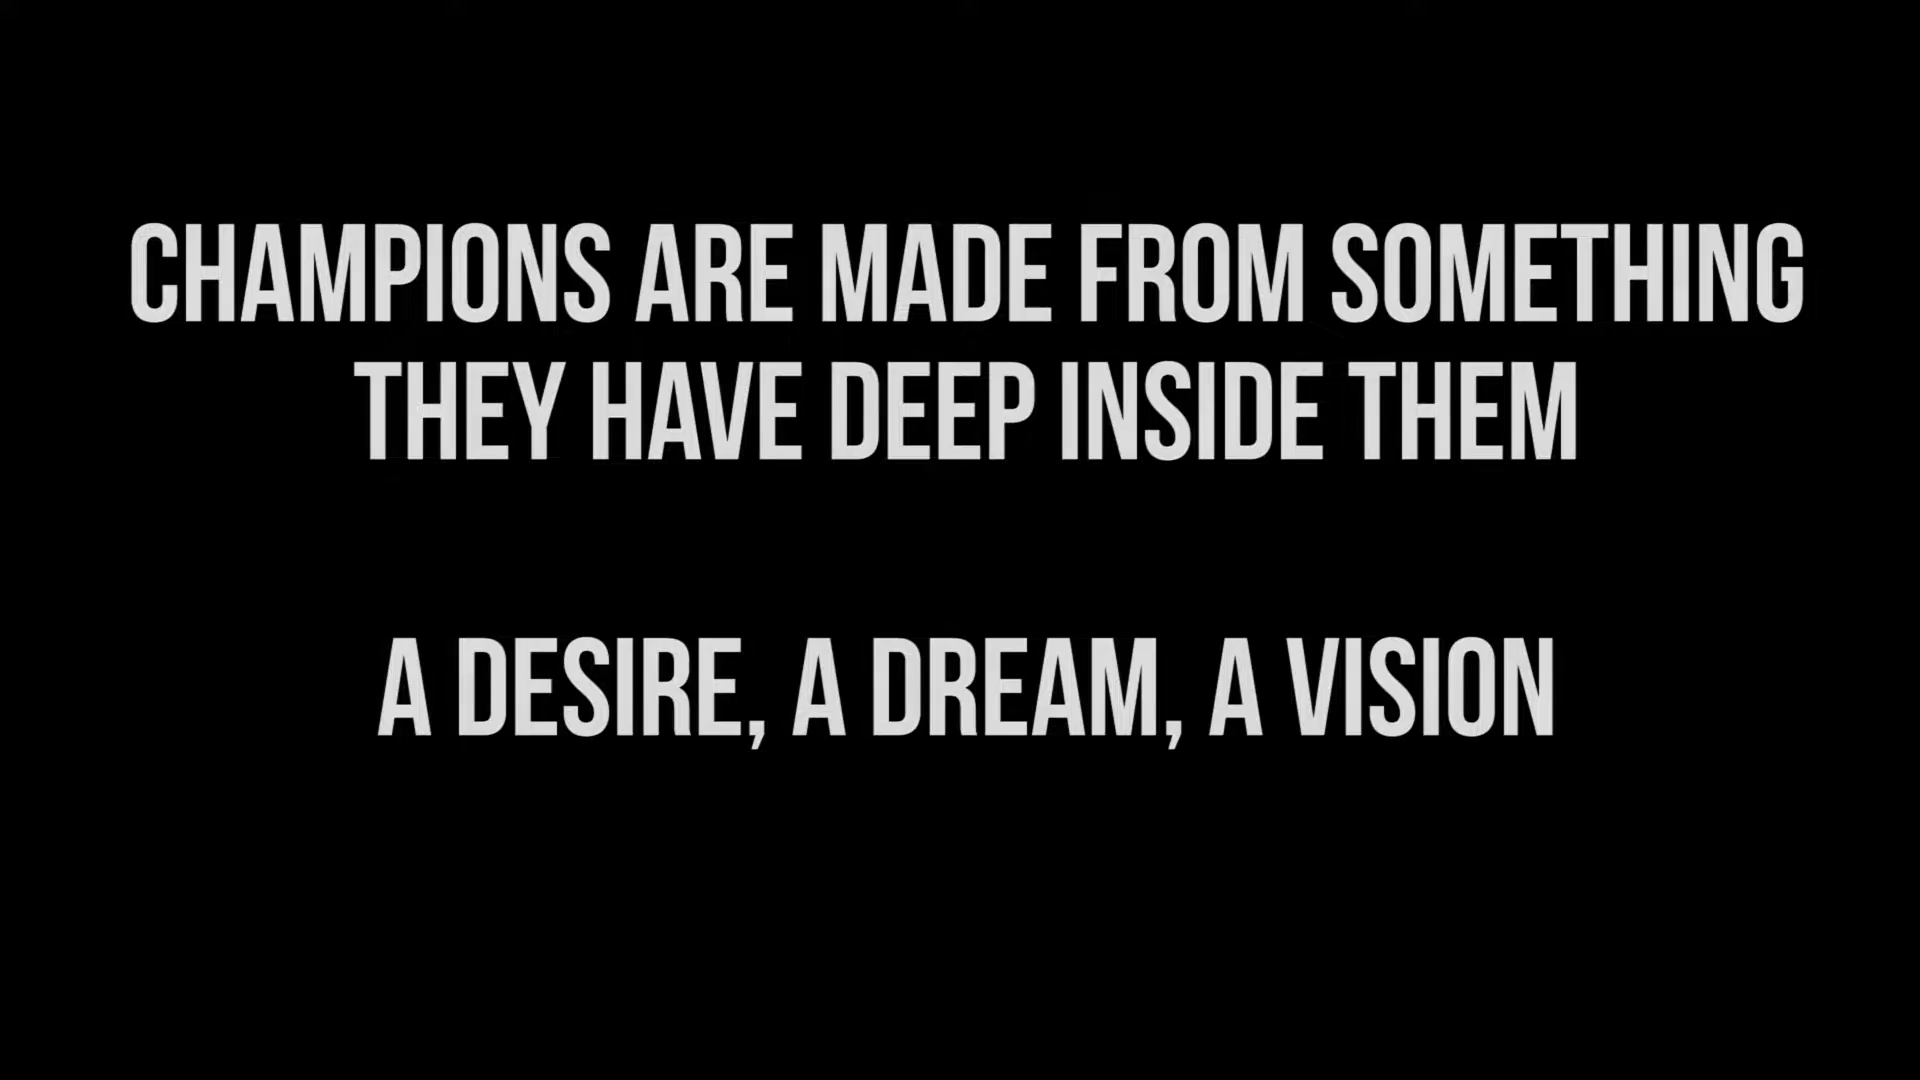 CHAMPIONS ARE MADE FROM SOMETHING
THEY HAVE DEEP INSIDE THEM
A DESIRE, A DREAM, A VISION